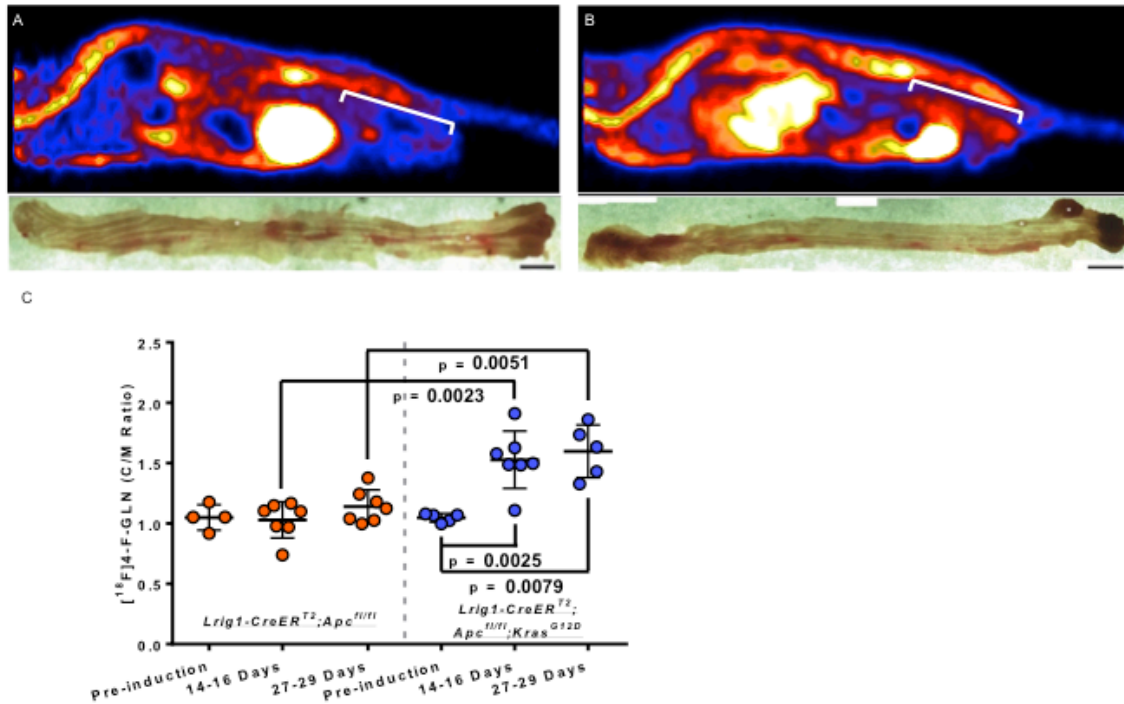 A
B
C
2.5
2.0
1.5
1.0
0.5
0.0
[18F]4-F-GLN (C/M Ratio)
p = 0.0051
p = 0.0023
p = 0.0025
p = 0.0079
Lrig1-CreERT2;Apcfl/fl
Lrig1-CreERT2;
Apcfl/fl;KrasG12D
Pre-induction
14-16 Days
27-29 Days
Pre-induction
14-16 Days
27-29 Days